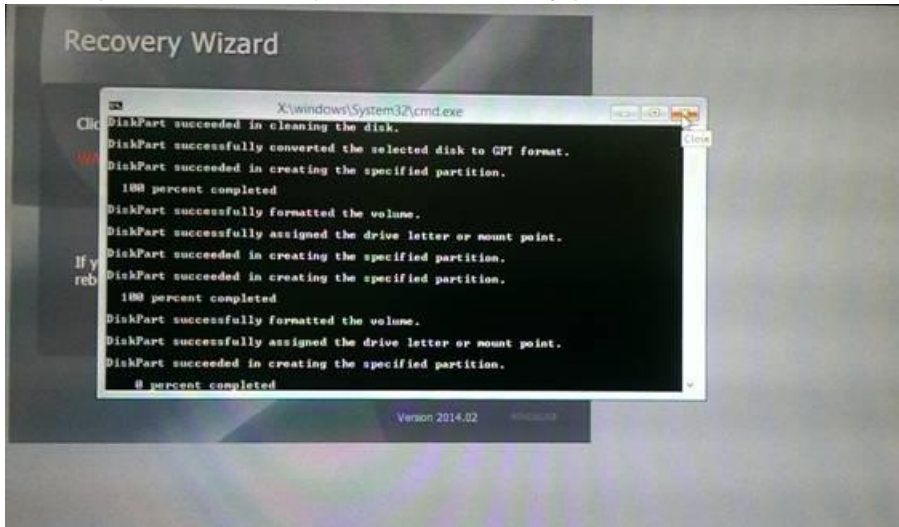 Recovery Wizard
X:\windows\System32\cmd.exe
Clic
DiskPart succeeded in cleaning the disk.
Close
DiskPart successfully converted the selected disk to GPT format.
WA
DiskPart succeeded in creating the specified partition.
100 percent completed
DiskPart successfully formatted the volume.
DiskPart successfully assigned the drive letter or mount point.
If y
DiskPart succeeded in creating the specified partition.
reb
DiskPart succeeded in creating the specified partition.
100 percent completed
DiskPart successfully formatted the volume.
DiskPart successfully assigned the drive letter or mount point.
DiskPart succeeded in creating the specified partition.
0 percent completed
Version 2014.02